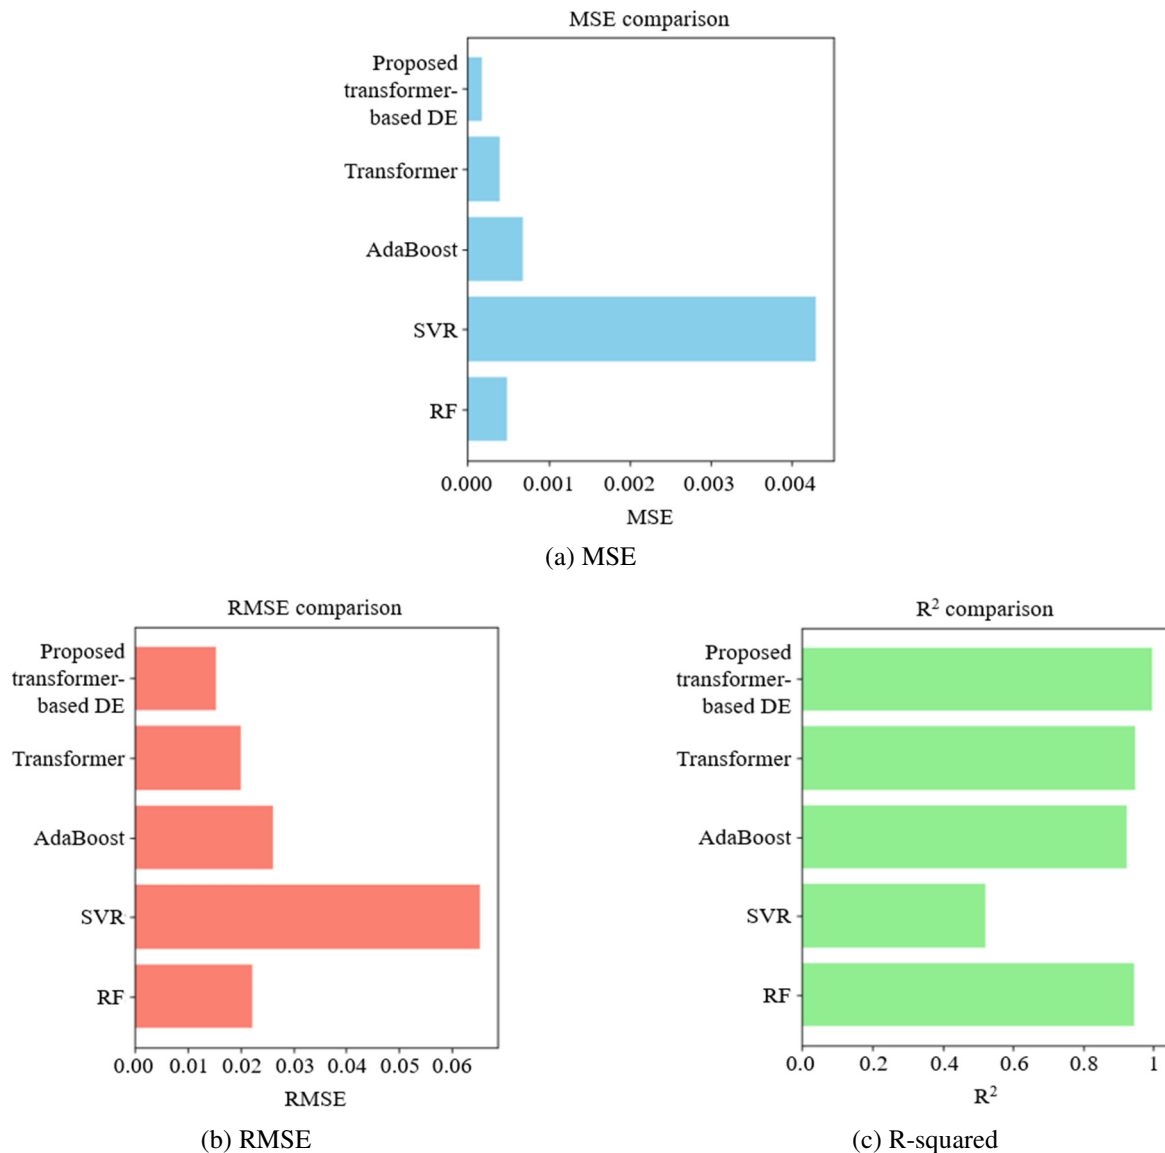 MSE comparison
Proposed
transformer-
based DE
Transformer
AdaBoost
SVR
RF
0.000 0.001 0.002 0.003 0.004
MSE
(a) MSE
RMSE comparison
Proposed
transformer-
based DE
Transformer
AdaBoost
SVR
RF
0.00 0.01 0.02 0.03 0.04 0.05 0.06
RMSE
(b) RMSE
R² comparison
Proposed
transformer-
based DE
Transformer
AdaBoost
SVR
RF
0.0 0.2 0.4 0.6 0.8 1
R²
(c) R-squared